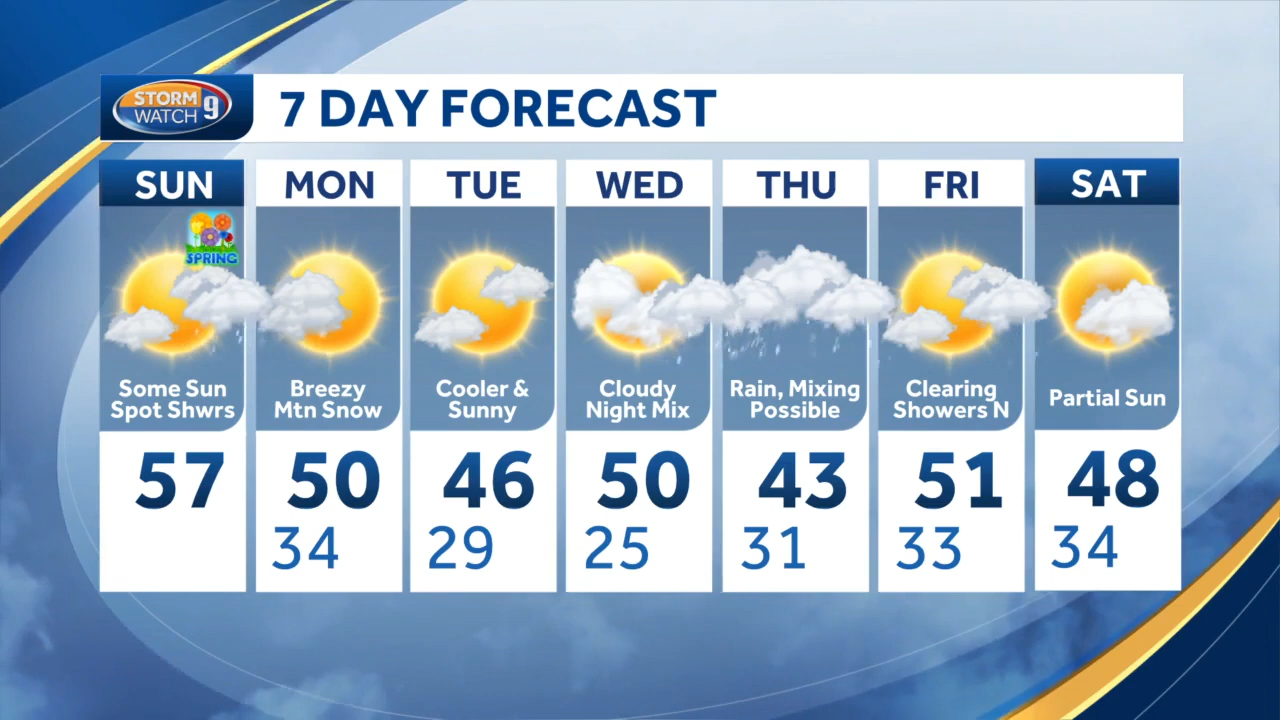 STORM
WATCH 9
7 DAY FORECAST
SUN
SPRING
Some Sun
Spot Shwrs
57
MON
Breezy
Mtn Snow
50
34
TUE
Cooler &
Sunny
46
29
WED
Cloudy
Night Mix
50
25
THU
Rain, Mixing
Possible
43
31
FRI
Clearing
Showers N
51
33
SAT
Partial Sun
48
34